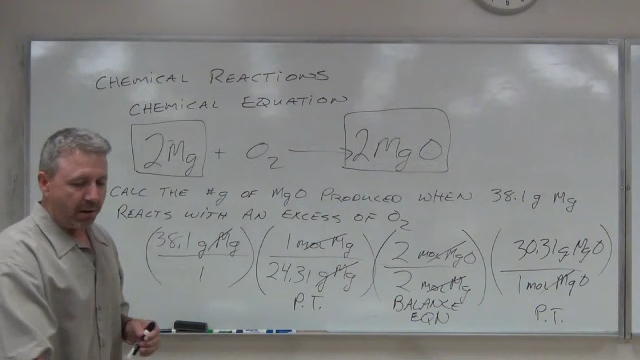 CHEMICAL REACTIONS
CHEMICAL EQUATION
2Mg + O₂ → 2MgO
CALC THE #g OF MgO PRODUCED WHEN 38.1 g Mg
REACTS WITH AN EXCESS OF O₂
(38.1 g Mg / 1) (1 mol Mg / 24.31 g Mg) (2 mol MgO / 2 mol Mg) (30.31 g MgO / 1 mol MgO)
P.T. BALANCE EQN P.T.